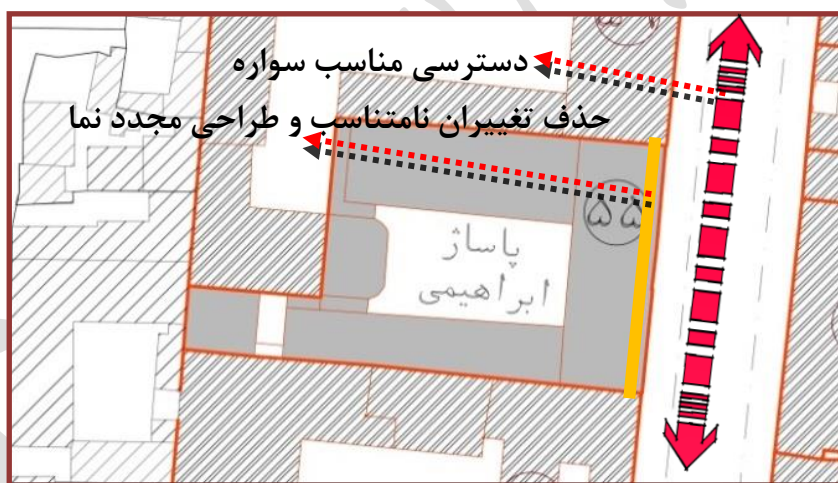 دسترسی مناسب سواره
حذف تغییران نامتناسب و طراحی مجدد نما
۵۵
پاساژ
ابراهیمی